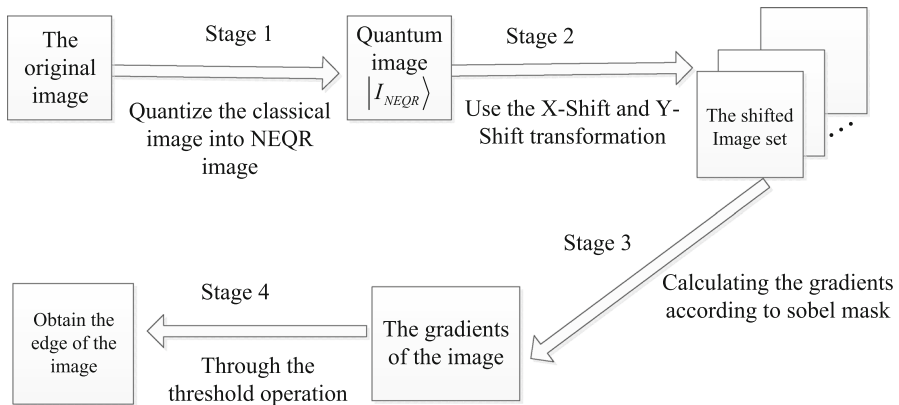 The
original
image
Stage 1
Quantize the classical
image into NEQR
image
Quantum
image
|I_NEQR⟩
Stage 2
Use the X-Shift and Y-
Shift transformation
The shifted
Image set
...
Stage 3
Calculating the gradients
according to sobel mask
The gradients
of the image
Stage 4
Through the
threshold operation
Obtain the
edge of the
image